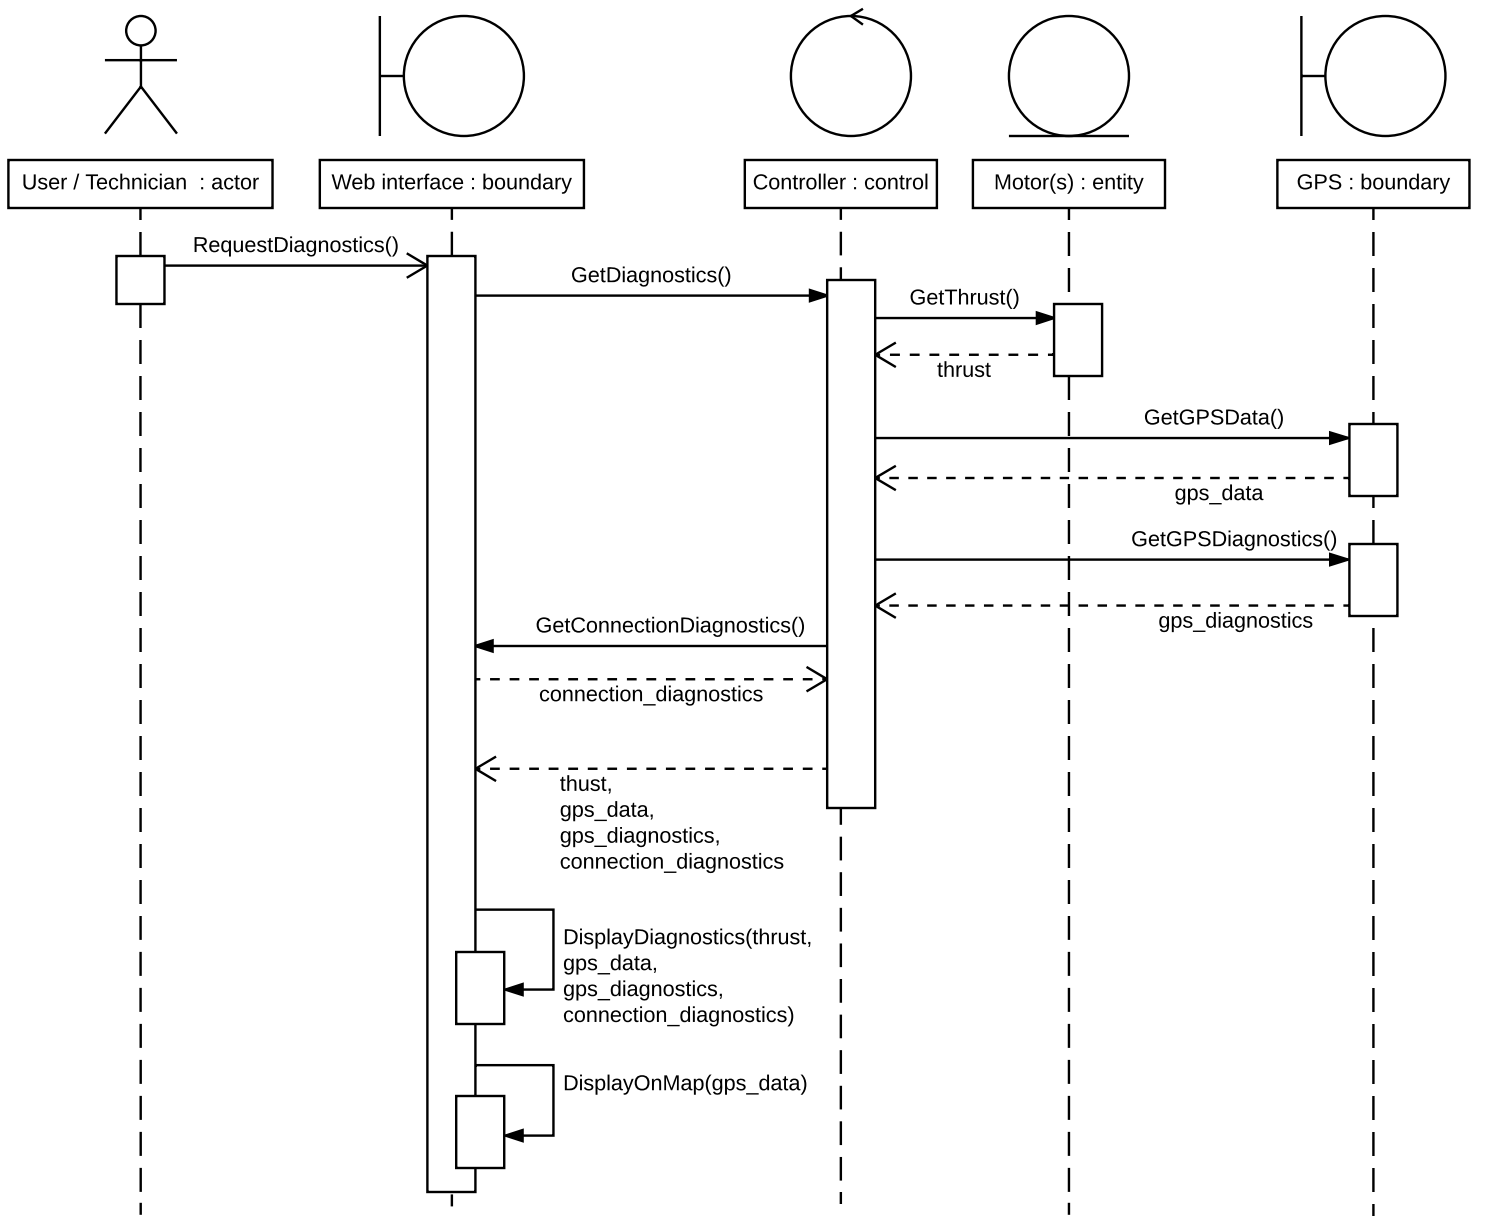 User / Technician  : actor
Web interface : boundary
Controller : control
Motor(s) : entity
GPS : boundary
RequestDiagnostics()
GetDiagnostics()
GetThrust()
thrust
GetGPSData()
gps_data
GetGPSDiagnostics()
gps_diagnostics
GetConnectionDiagnostics()
connection_diagnostics
thust,
gps_data,
gps_diagnostics,
connection_diagnostics
DisplayDiagnostics(thrust,
gps_data,
gps_diagnostics,
connection_diagnostics)
DisplayOnMap(gps_data)